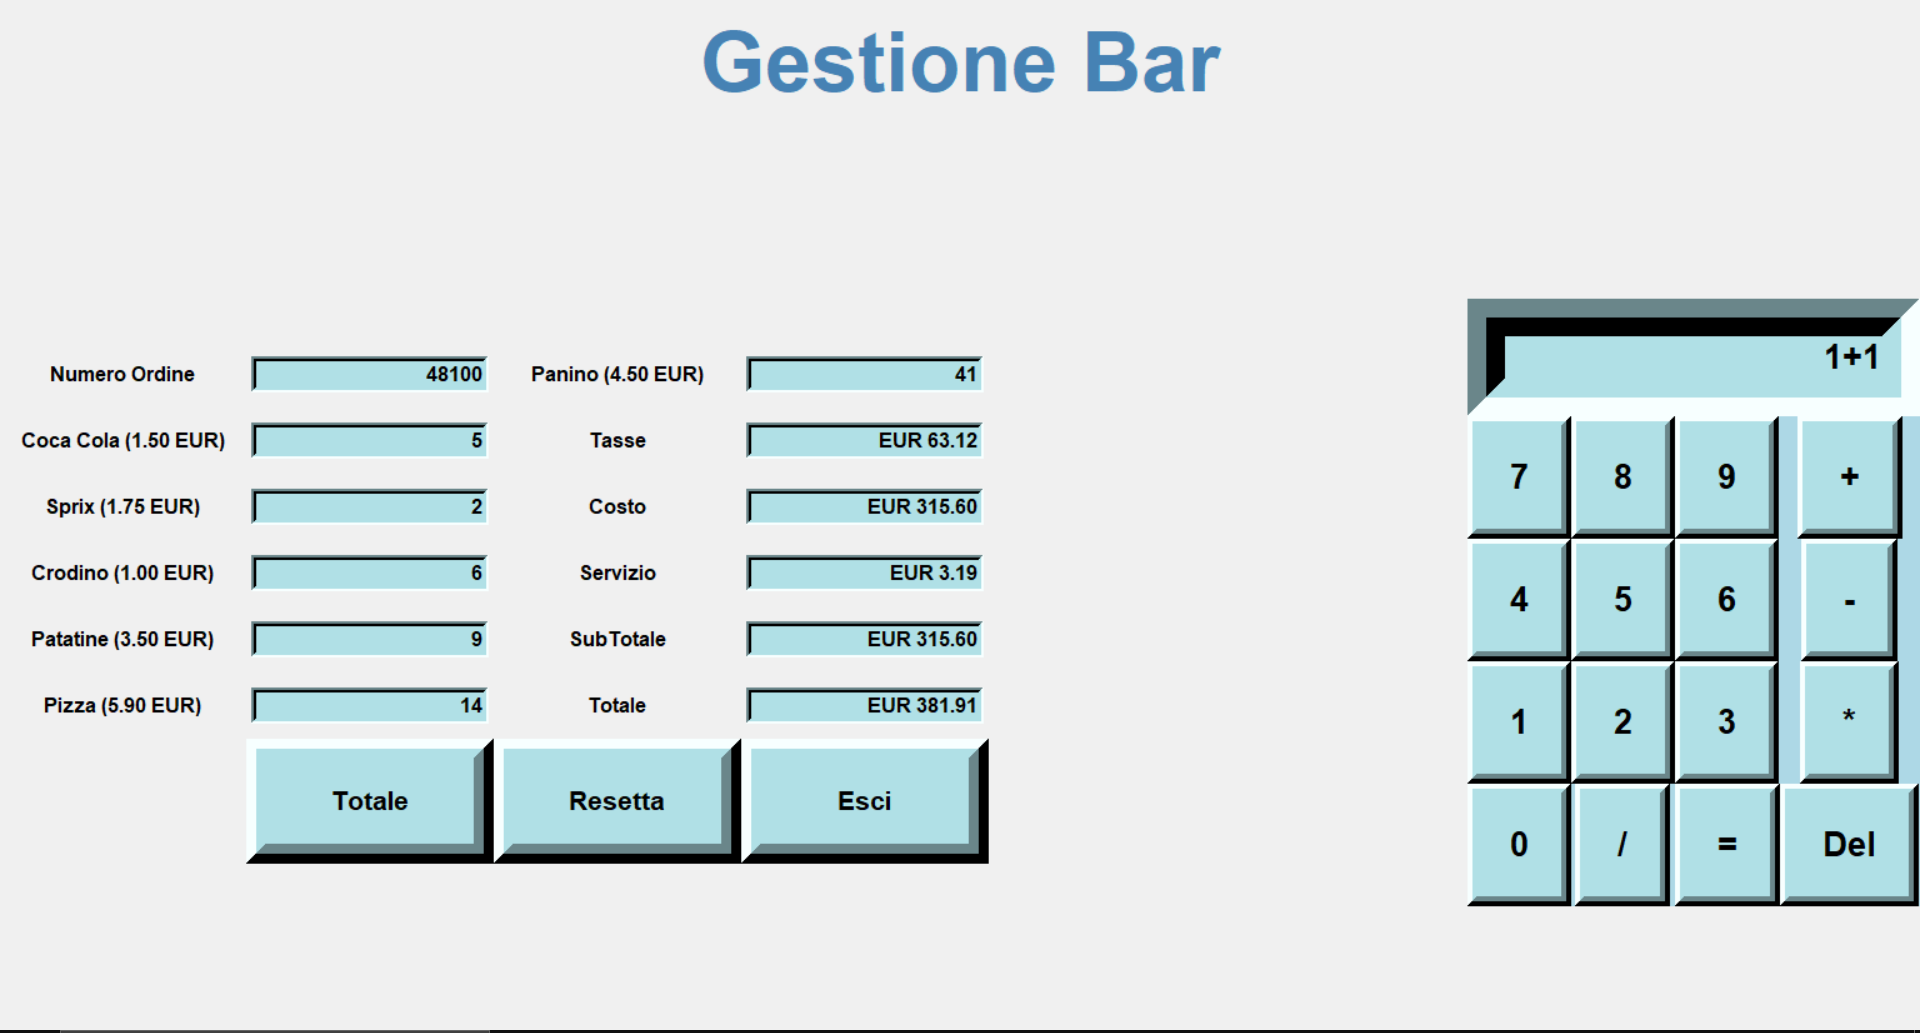 Gestione Bar
Numero Ordine 48100 Panino (4.50 EUR) 41
Coca Cola (1.50 EUR) 5 Tasse EUR 63.12
Sprix (1.75 EUR) 2 Costo EUR 315.60
Crodino (1.00 EUR) 6 Servizio EUR 3.19
Patatine (3.50 EUR) 9 SubTotale EUR 315.60
Pizza (5.90 EUR) 14 Totale EUR 381.91
Totale Resetta Esci
1+1
7 8 9 +
4 5 6 -
1 2 3 *
0 / = Del